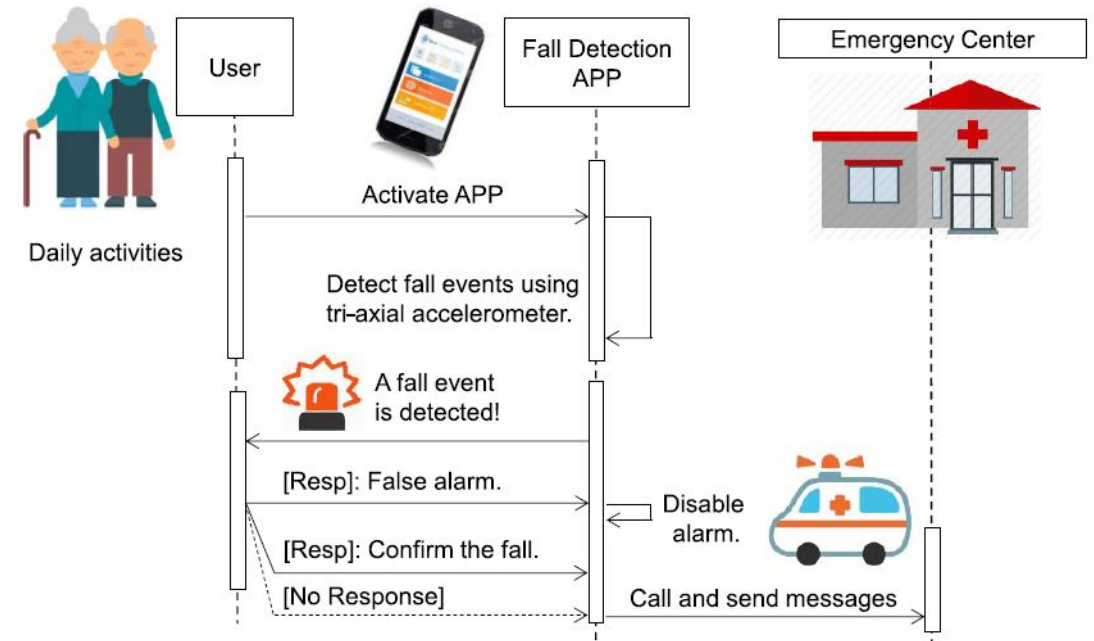 User
Fall Detection
APP
Emergency Center
Activate APP
Daily activities
Detect fall events using
tri-axial accelerometer.
A fall event
is detected!
[Resp]: False alarm.
Disable
alarm.
[Resp]: Confirm the fall.
[No Response]
Call and send messages